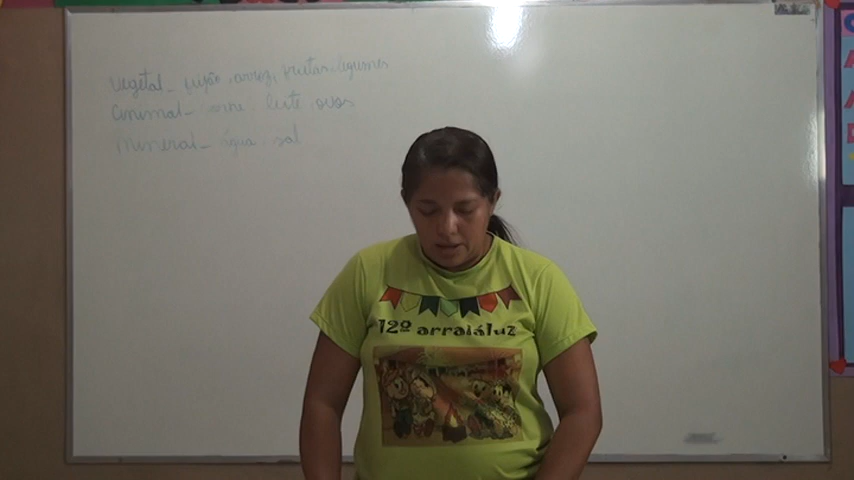 vegetal - feijão, arroz, frutas, legumes
animal - carne leite ovos
mineral - água sal
12º arraiáluz